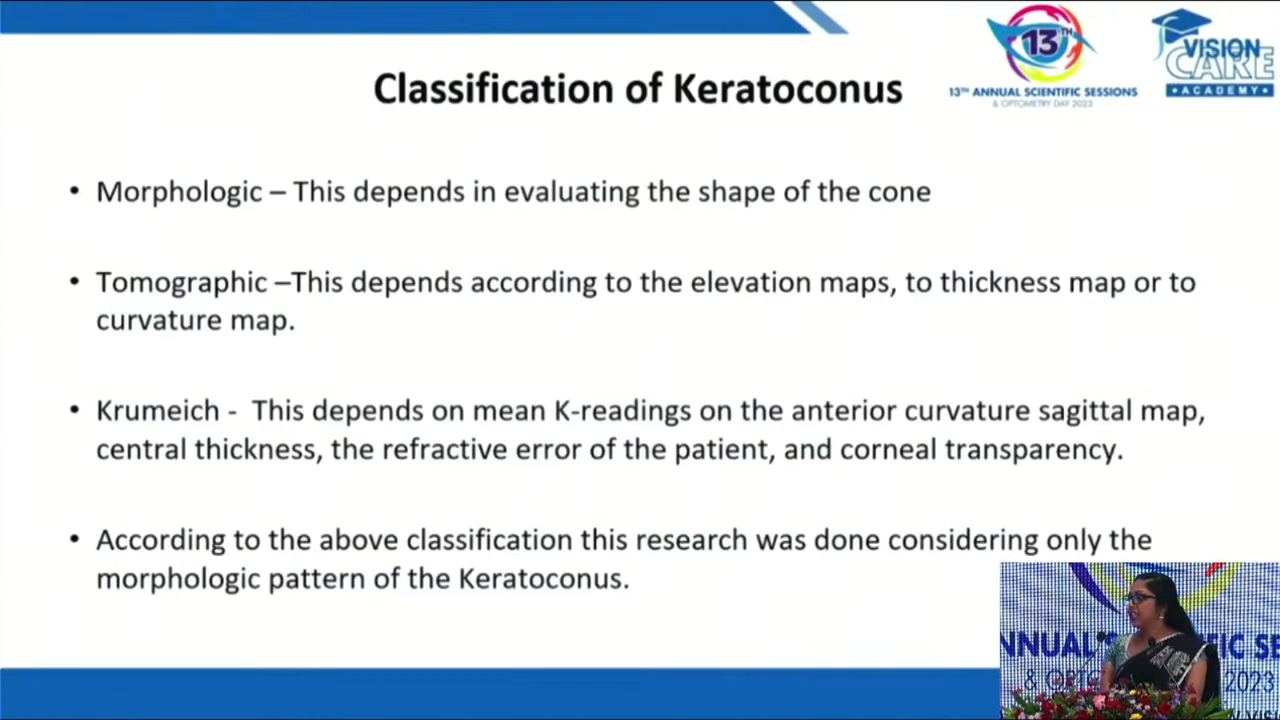 Classification of Keratoconus
13TH
13TH ANNUAL SCIENTIFIC SESSIONS
& OPTOMETRY DAY 2023
VISION
CARE
• ACADEMY •
• Morphologic – This depends in evaluating the shape of the cone
• Tomographic –This depends according to the elevation maps, to thickness map or to
curvature map.
• Krumeich - This depends on mean K-readings on the anterior curvature sagittal map,
central thickness, the refractive error of the patient, and corneal transparency.
• According to the above classification this research was done considering only the
morphologic pattern of the Keratoconus.
NNUAL SE
& 2023